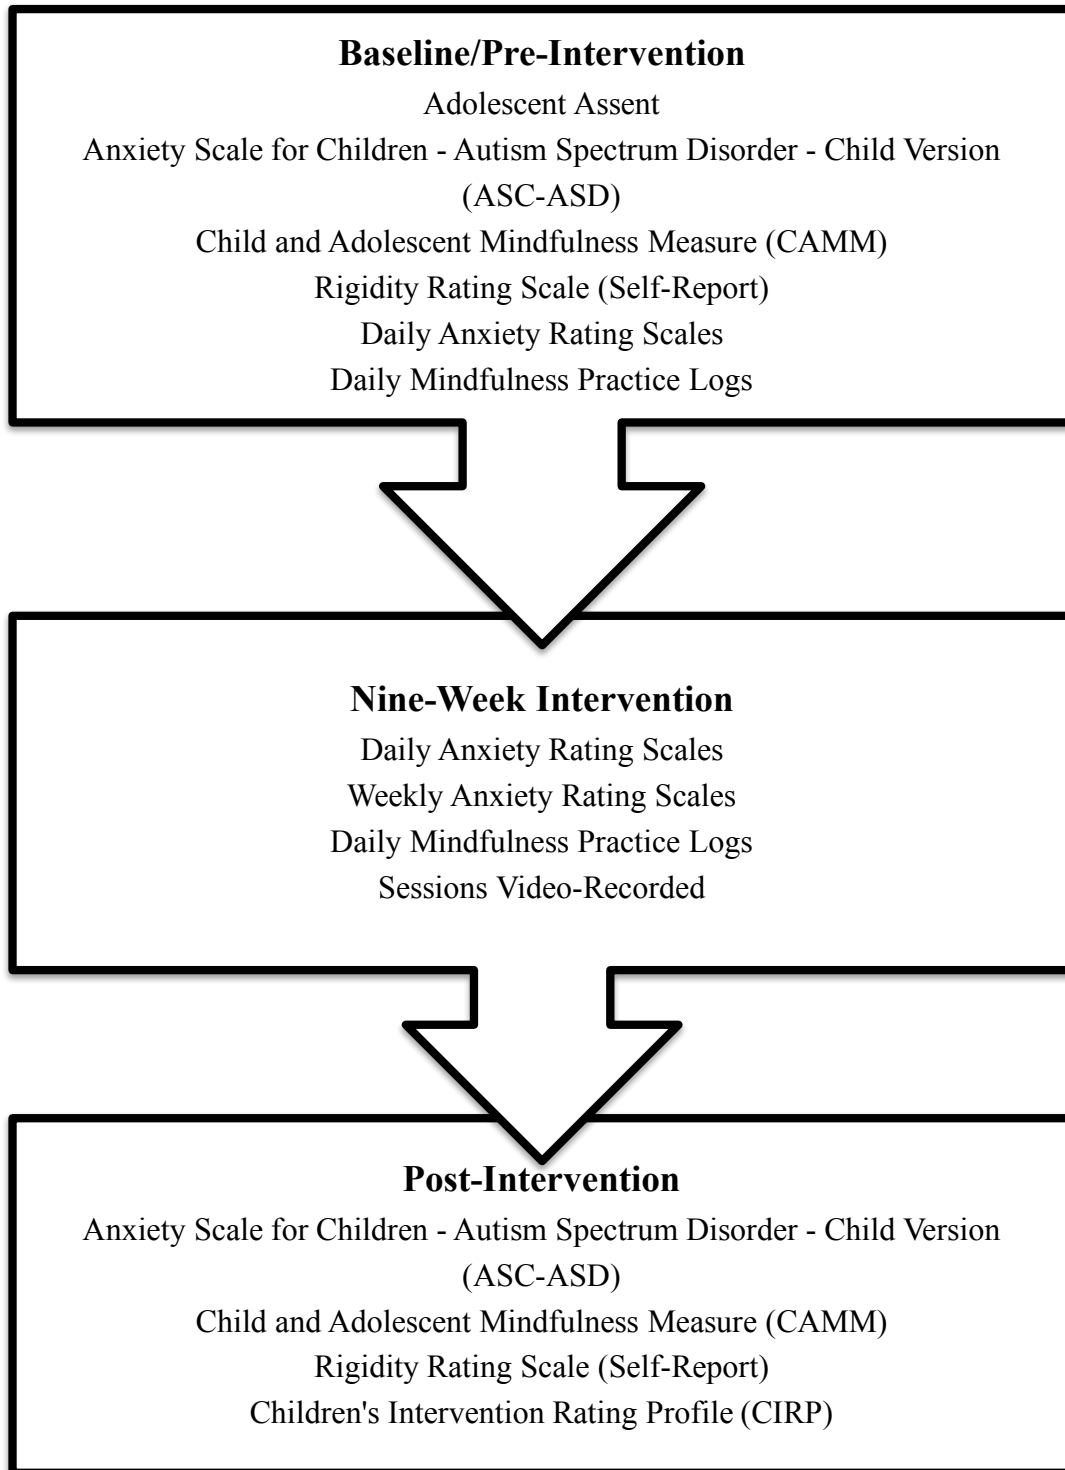 Baseline/Pre-Intervention
Adolescent Assent
Anxiety Scale for Children - Autism Spectrum Disorder - Child Version
(ASC-ASD)
Child and Adolescent Mindfulness Measure (CAMM)
Rigidity Rating Scale (Self-Report)
Daily Anxiety Rating Scales
Daily Mindfulness Practice Logs
Nine-Week Intervention
Daily Anxiety Rating Scales
Weekly Anxiety Rating Scales
Daily Mindfulness Practice Logs
Sessions Video-Recorded
Post-Intervention
Anxiety Scale for Children - Autism Spectrum Disorder - Child Version
(ASC-ASD)
Child and Adolescent Mindfulness Measure (CAMM)
Rigidity Rating Scale (Self-Report)
Children's Intervention Rating Profile (CIRP)